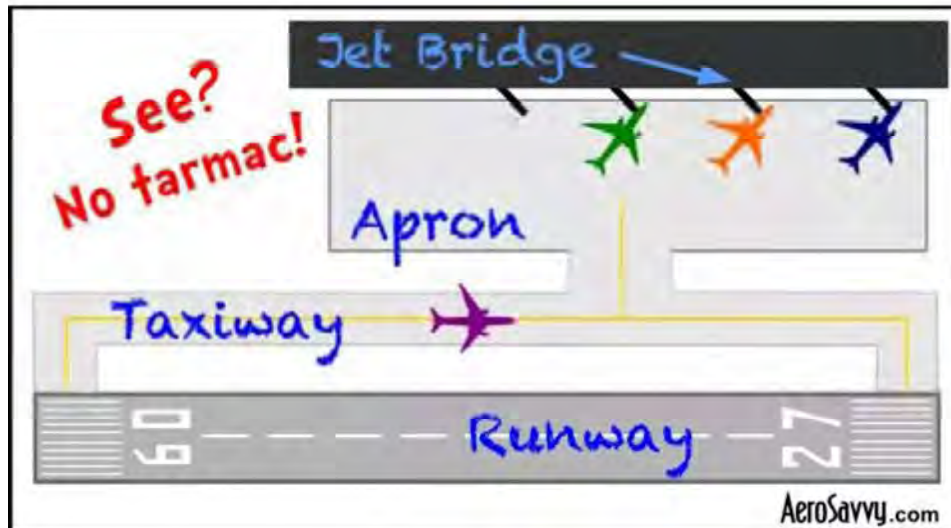 Jet Bridge
See?
No tarmac!
Apron
Taxiway
09
Runway
27
AeroSavvy.com